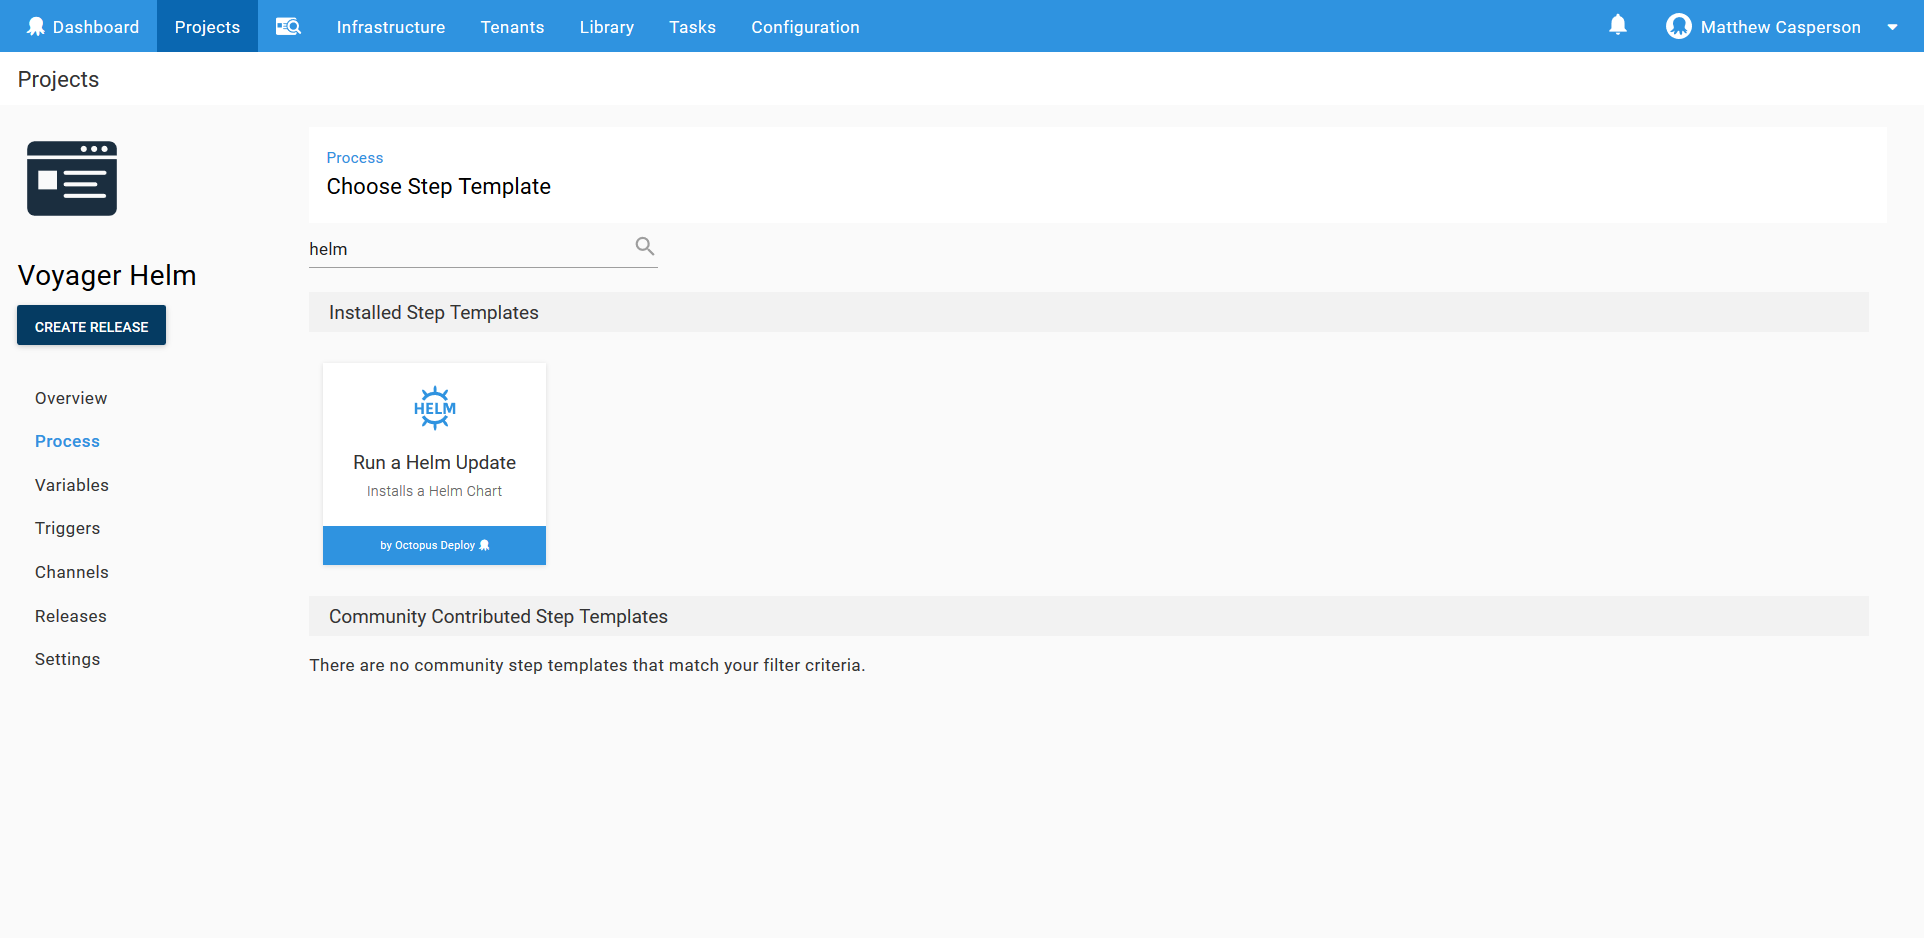 Dashboard Projects Infrastructure Tenants Library Tasks Configuration Matthew Casperson
Projects
Process
Choose Step Template
helm
Voyager Helm
CREATE RELEASE
Overview
Process
Variables
Triggers
Channels
Releases
Settings
Installed Step Templates
HELM
Run a Helm Update
Installs a Helm Chart
by Octopus Deploy
Community Contributed Step Templates
There are no community step templates that match your filter criteria.